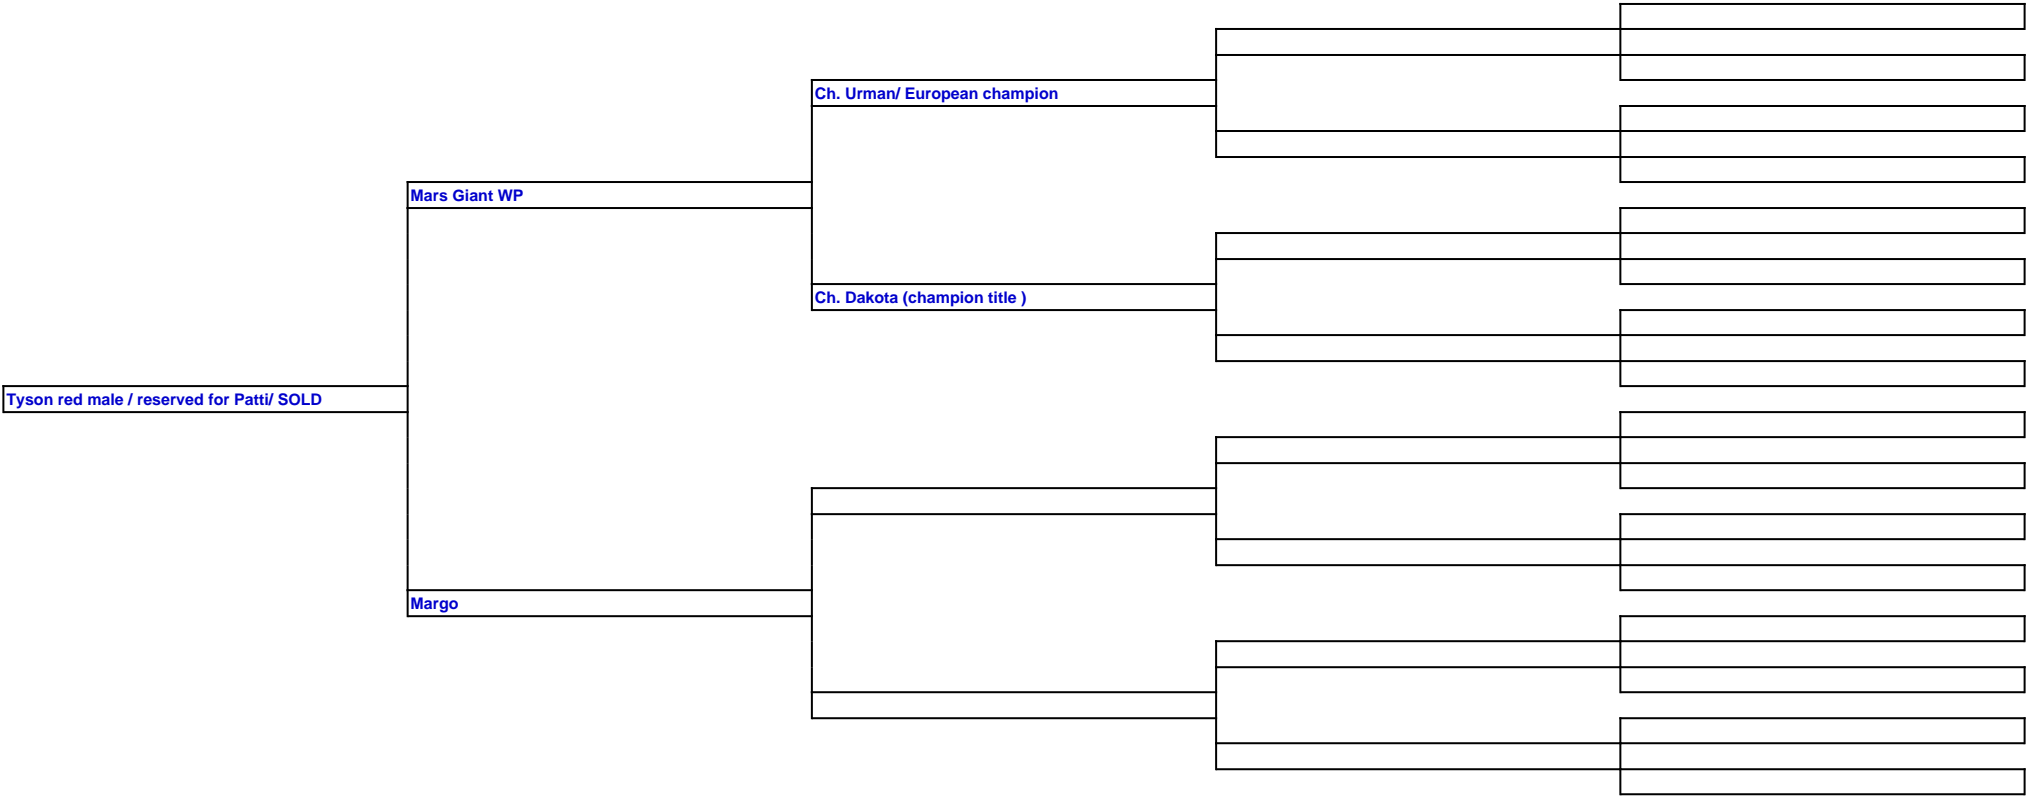 Ch. Urman/ European champion
Mars Giant WP
Ch. Dakota (champion title )
Tyson red male / reserved for Patti/ SOLD
Margo